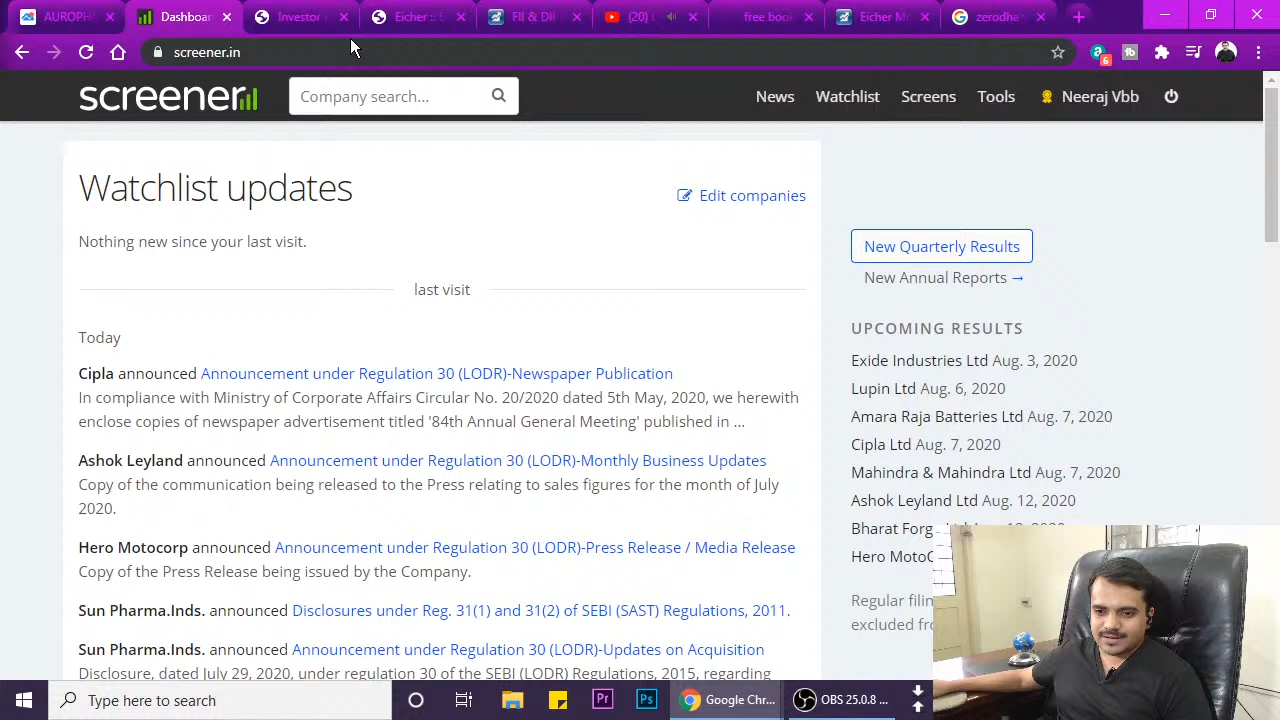 AUROPHA
Dashboar
Investor
Eicher :: E
FII & DII
(20)
free book
Eicher Mo
zerodha
screener.in
6
screener
Company search...
News
Watchlist
Screens
Tools
Neeraj Vbb
Watchlist updates
Edit companies
Nothing new since your last visit.
last visit
Today
Cipla announced Announcement under Regulation 30 (LODR)-Newspaper Publication
In compliance with Ministry of Corporate Affairs Circular No. 20/2020 dated 5th May, 2020, we herewith
enclose copies of newspaper advertisement titled '84th Annual General Meeting' published in ...
Ashok Leyland announced Announcement under Regulation 30 (LODR)-Monthly Business Updates
Copy of the communication being released to the Press relating to sales figures for the month of July
2020.
Hero Motocorp announced Announcement under Regulation 30 (LODR)-Press Release / Media Release
Copy of the Press Release being issued by the Company.
Sun Pharma.Inds. announced Disclosures under Reg. 31(1) and 31(2) of SEBI (SAST) Regulations, 2011.
Sun Pharma.Inds. announced Announcement under Regulation 30 (LODR)-Updates on Acquisition
Disclosure, dated July 29, 2020, under regulation 30 of the SEBI (LODR) Regulations, 2015, regarding
New Quarterly Results
New Annual Reports →
UPCOMING RESULTS
Exide Industries Ltd Aug. 3, 2020
Lupin Ltd Aug. 6, 2020
Amara Raja Batteries Ltd Aug. 7, 2020
Cipla Ltd Aug. 7, 2020
Mahindra & Mahindra Ltd Aug. 7, 2020
Ashok Leyland Ltd Aug. 12, 2020
Bharat Forg
Hero MotoC
Regular filin
excluded fro
Type here to search
Pr
Ps
Google Chr...
OBS 25.0.8 ...